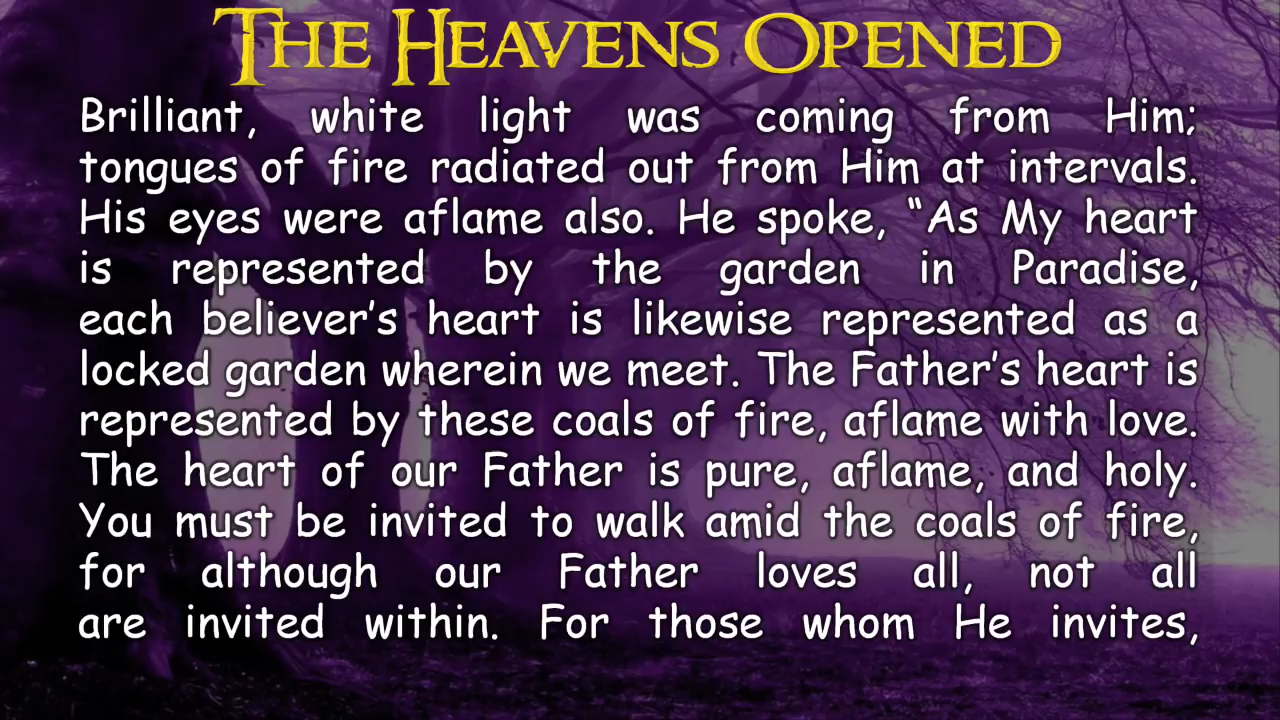 The Heavens Opened
Brilliant, white light was coming from Him;
tongues of fire radiated out from Him at intervals.
His eyes were aflame also. He spoke, “As My heart
is represented by the garden in Paradise,
each believer’s heart is likewise represented as a
locked garden wherein we meet. The Father’s heart is
represented by these coals of fire, aflame with love.
The heart of our Father is pure, aflame, and holy.
You must be invited to walk amid the coals of fire,
for although our Father loves all, not all
are invited within. For those whom He invites,